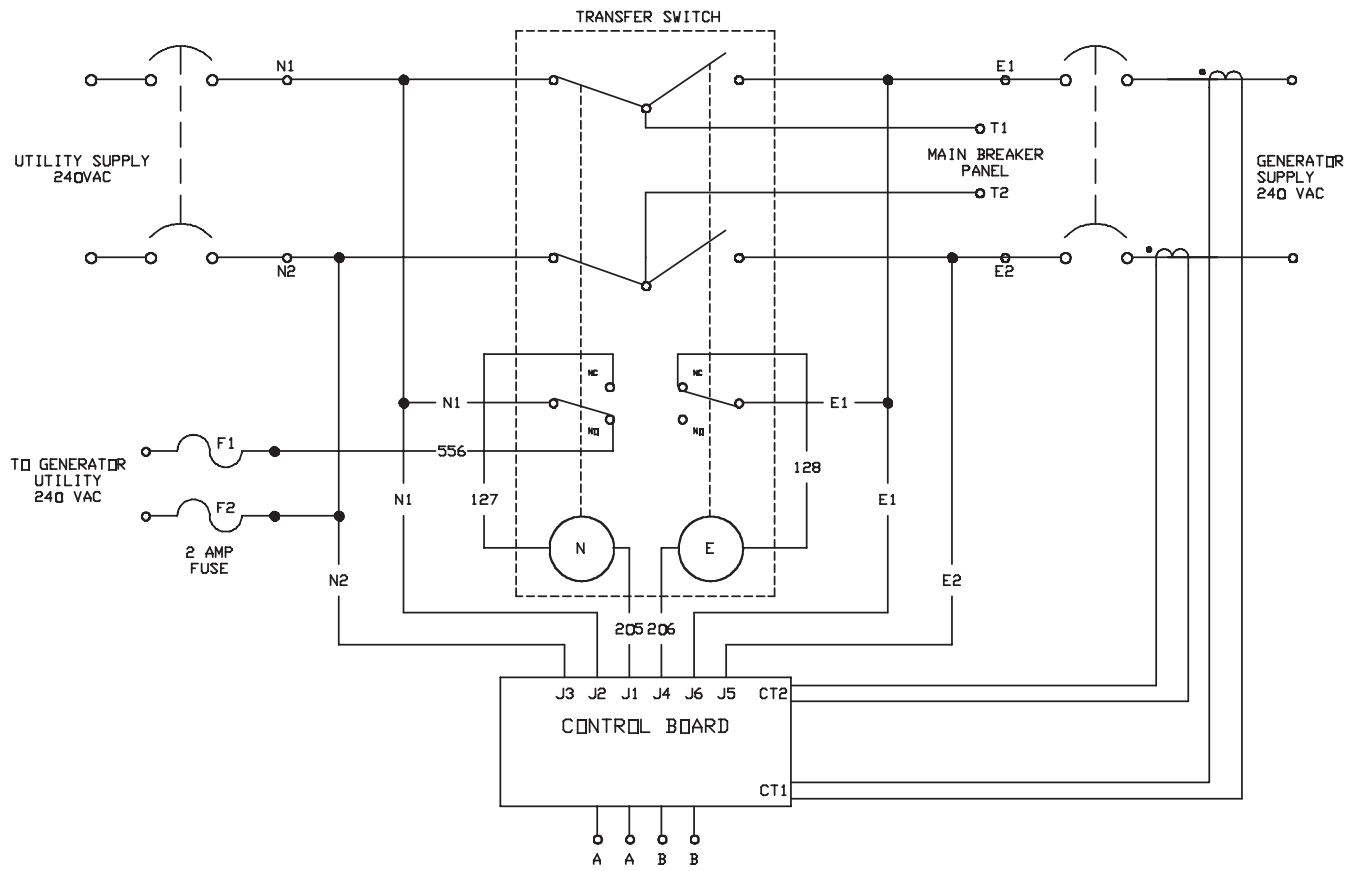 TRANSFER SWITCH
N1
E1
T1
MAIN BREAKER
PANEL
T2
UTILITY SUPPLY
240VAC
GENERATOR
SUPPLY
240 VAC
N2
E2
NC
NC
N1
E1
NO
NO
F1
556
TO GENERATOR
UTILITY
240 VAC
128
N1
127
E1
F2
2 AMP
FUSE
N
E
N2
E2
205
206
J3
J2
J1
J4
J6
J5
CT2
CONTROL BOARD
CT1
A
A
B
B